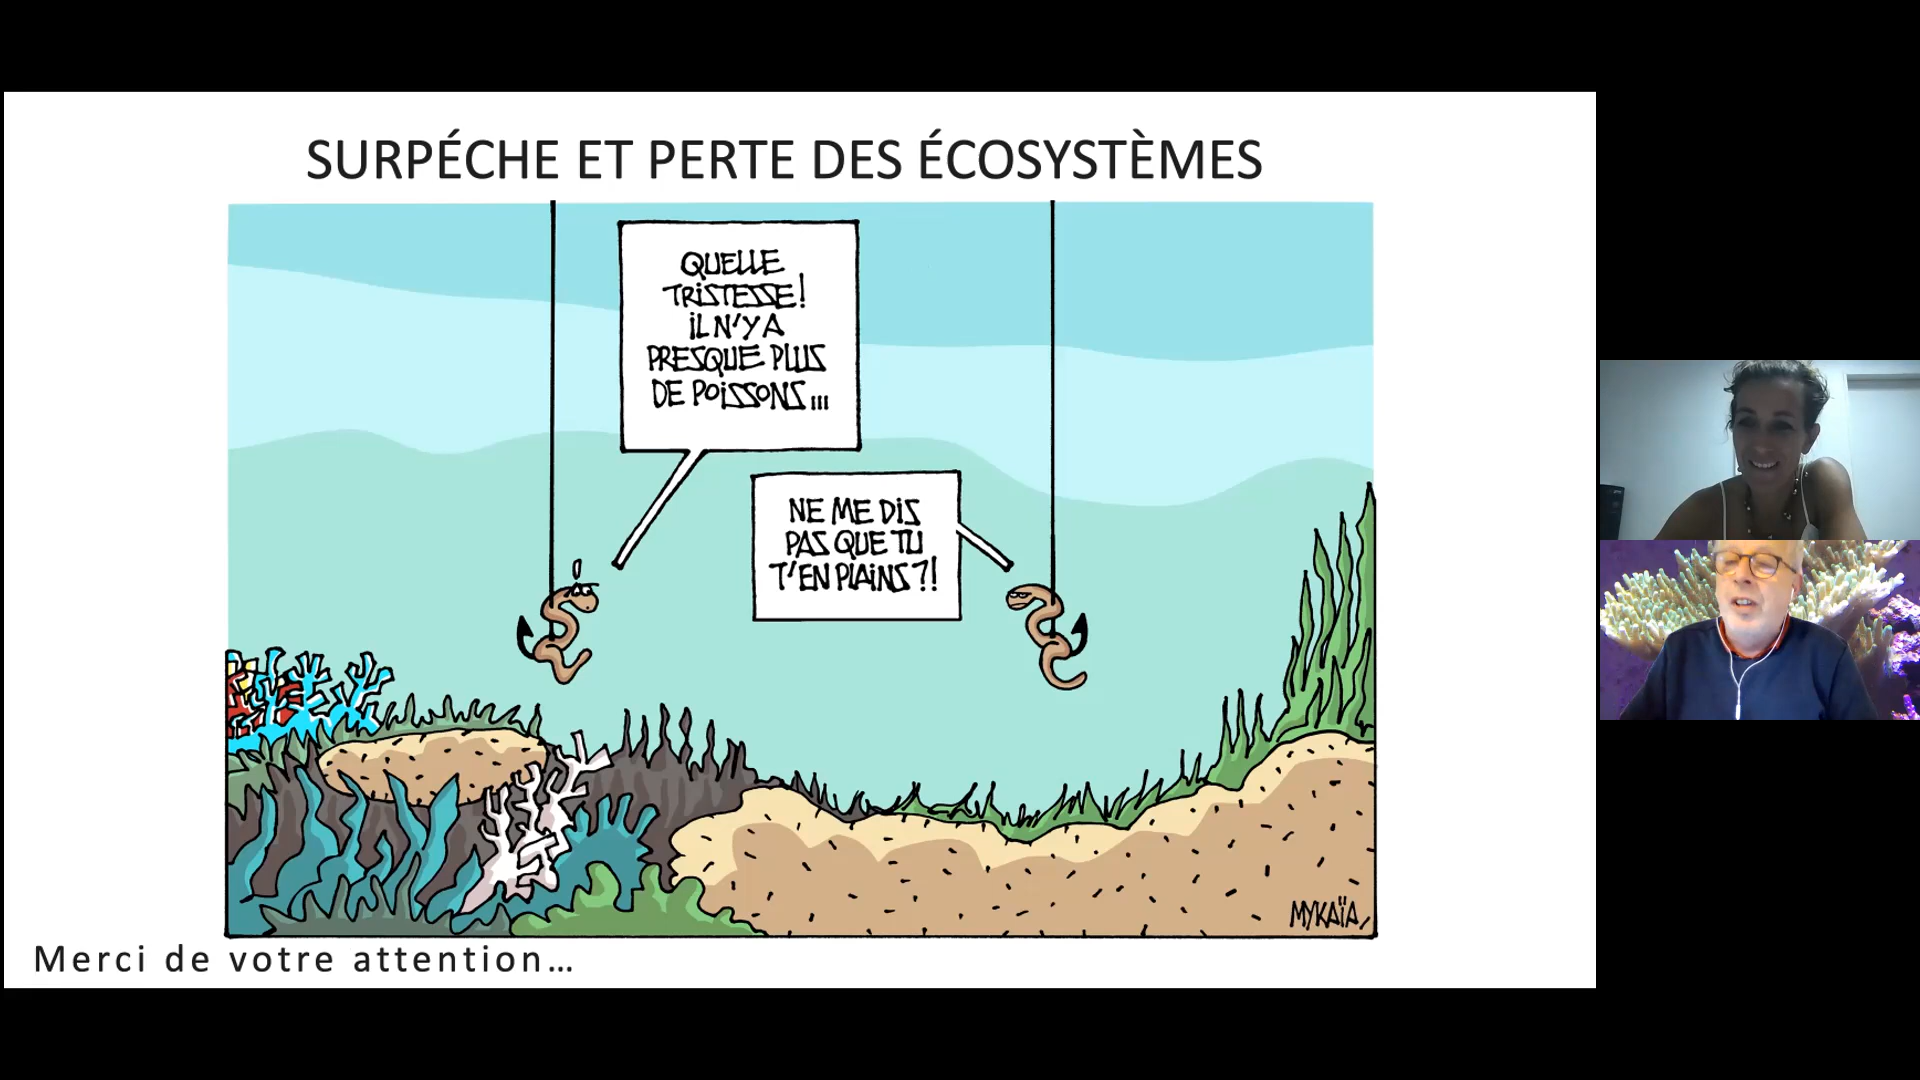 SURPÉCHE ET PERTE DES ÉCOSYSTÈMES
QUELLE
TRISTESSE!
IL N'Y A
PRESQUE PLUS
DE POISSONS...
NE ME DIS
PAS QUE TU
T'EN PLAINS?!
MYKAÏA
Merci de votre attention…